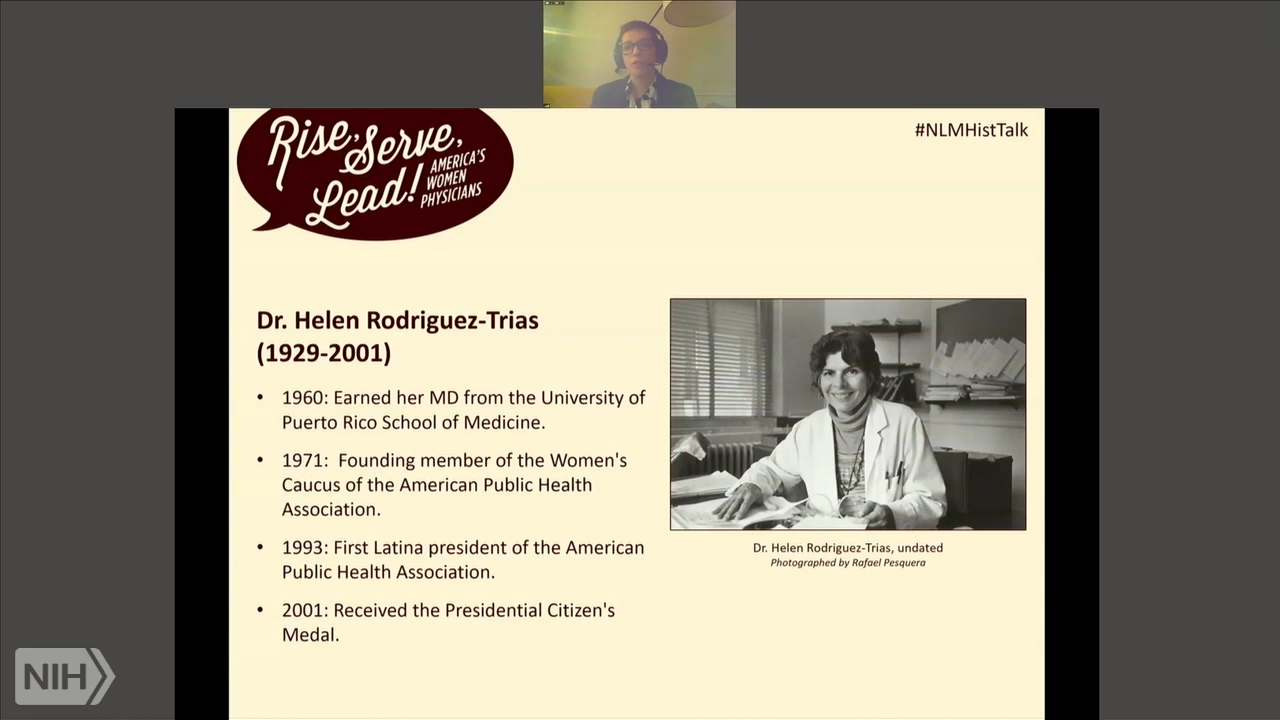 Rise, Serve,
Lead!
AMERICA'S
WOMEN
PHYSICIANS
#NLMHistTalk
Dr. Helen Rodriguez-Trias
(1929-2001)
• 1960: Earned her MD from the University of
Puerto Rico School of Medicine.
• 1971: Founding member of the Women's
Caucus of the American Public Health
Association.
• 1993: First Latina president of the American
Public Health Association.
• 2001: Received the Presidential Citizen's
Medal.
Dr. Helen Rodriguez-Trias, undated
Photographed by Rafael Pesquera
NIH